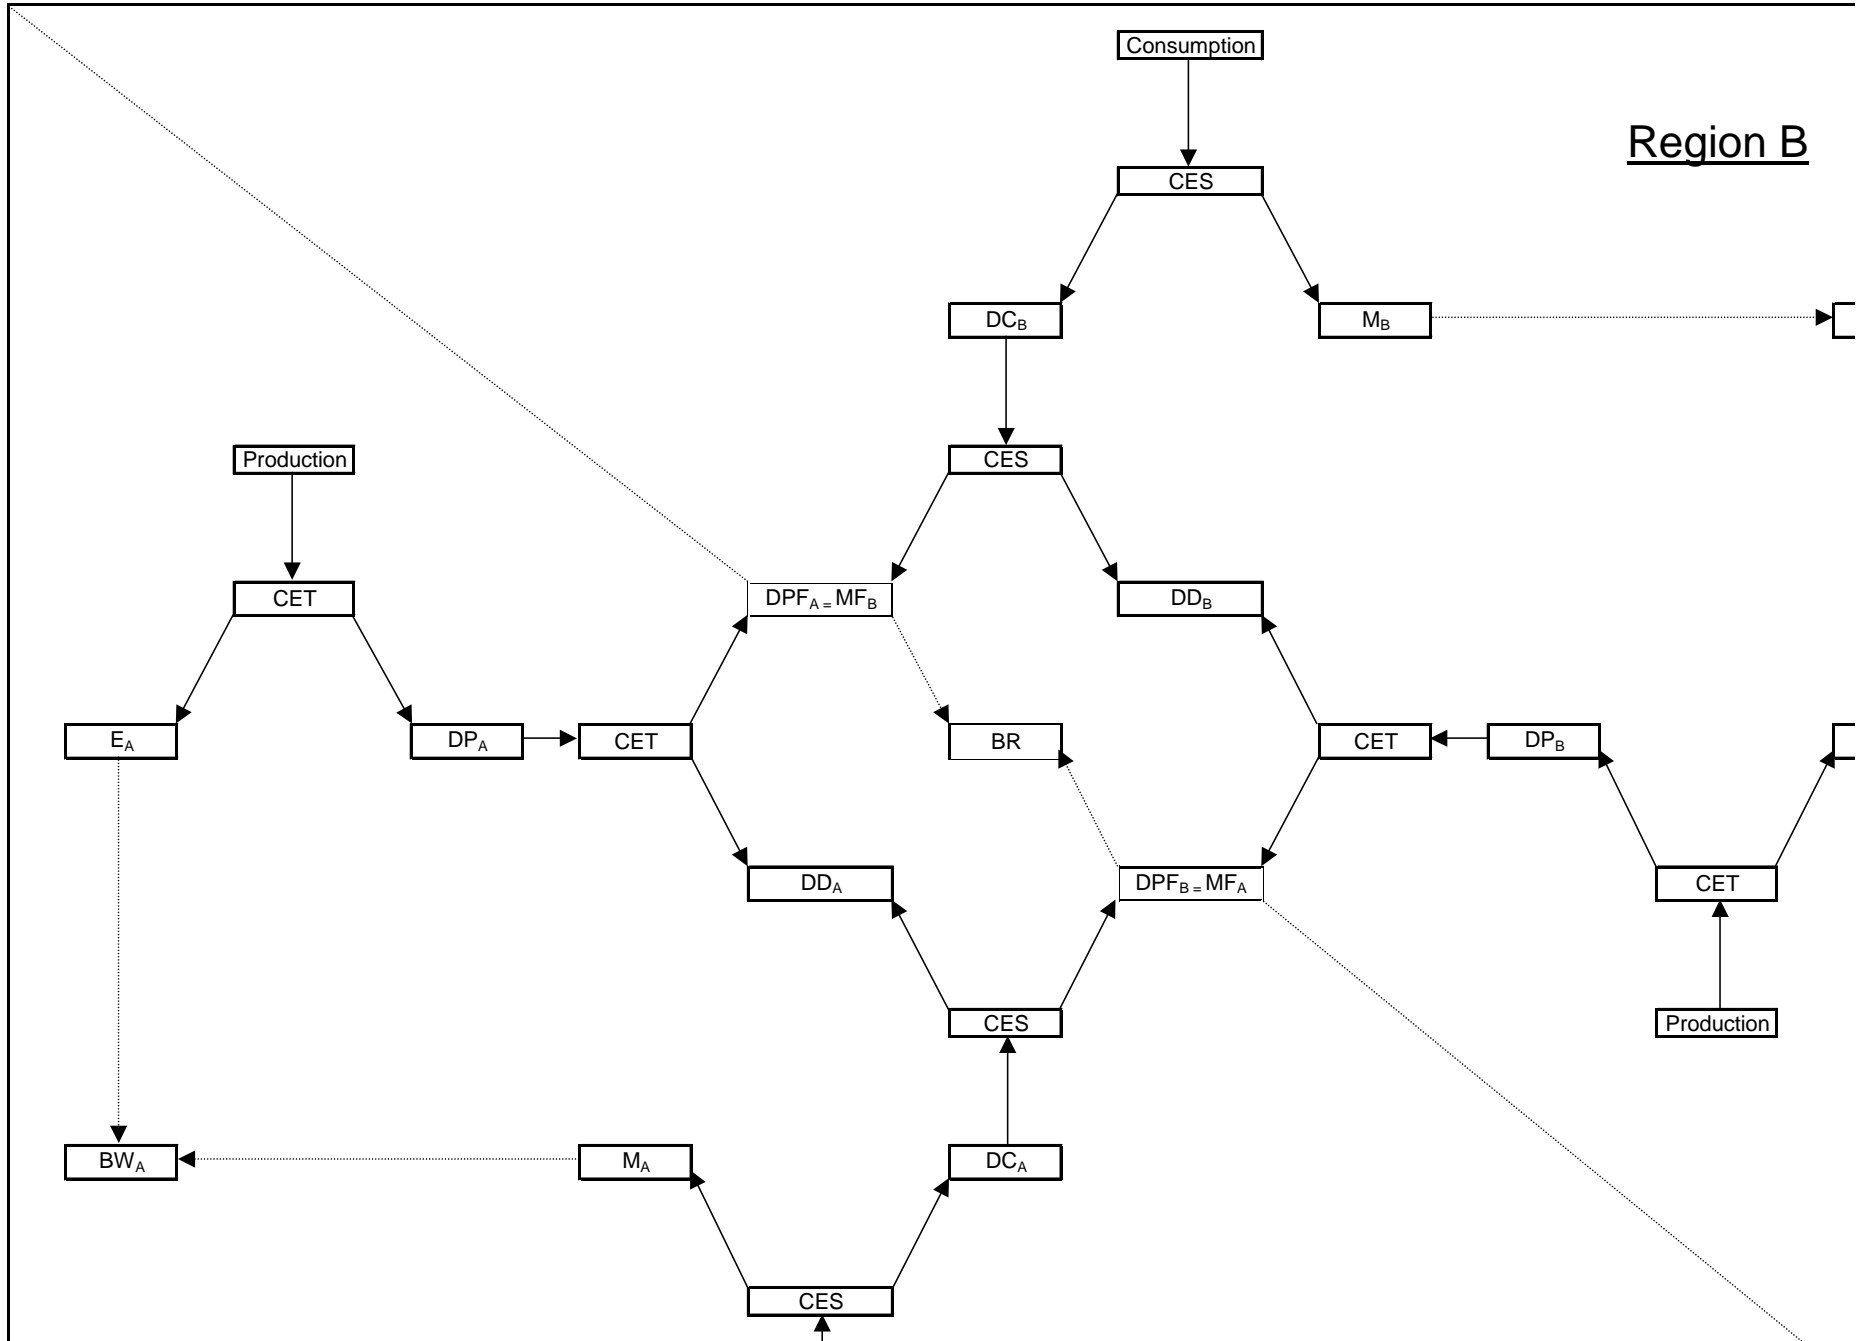 Consumption
Region B
CES
DC_B
M_B
Production
CES
CET
DPF_A = MF_B
DD_B
E_A
DP_A
CET
BR
CET
DP_B
DD_A
DPF_B = MF_A
CET
CES
Production
BW_A
M_A
DC_A
CES